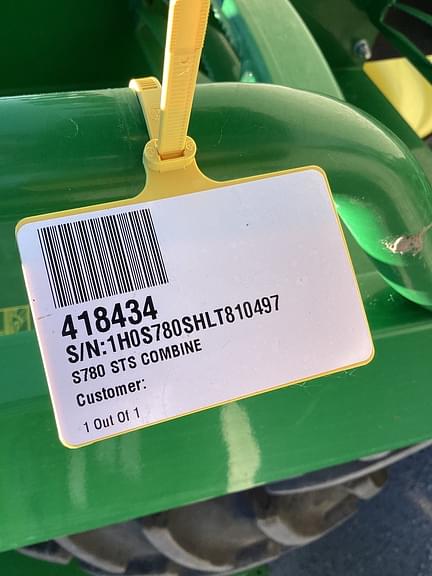 418434
S/N:1H0S780SHLT810497
S780 STS COMBINE
Customer:
1 Out Of 1